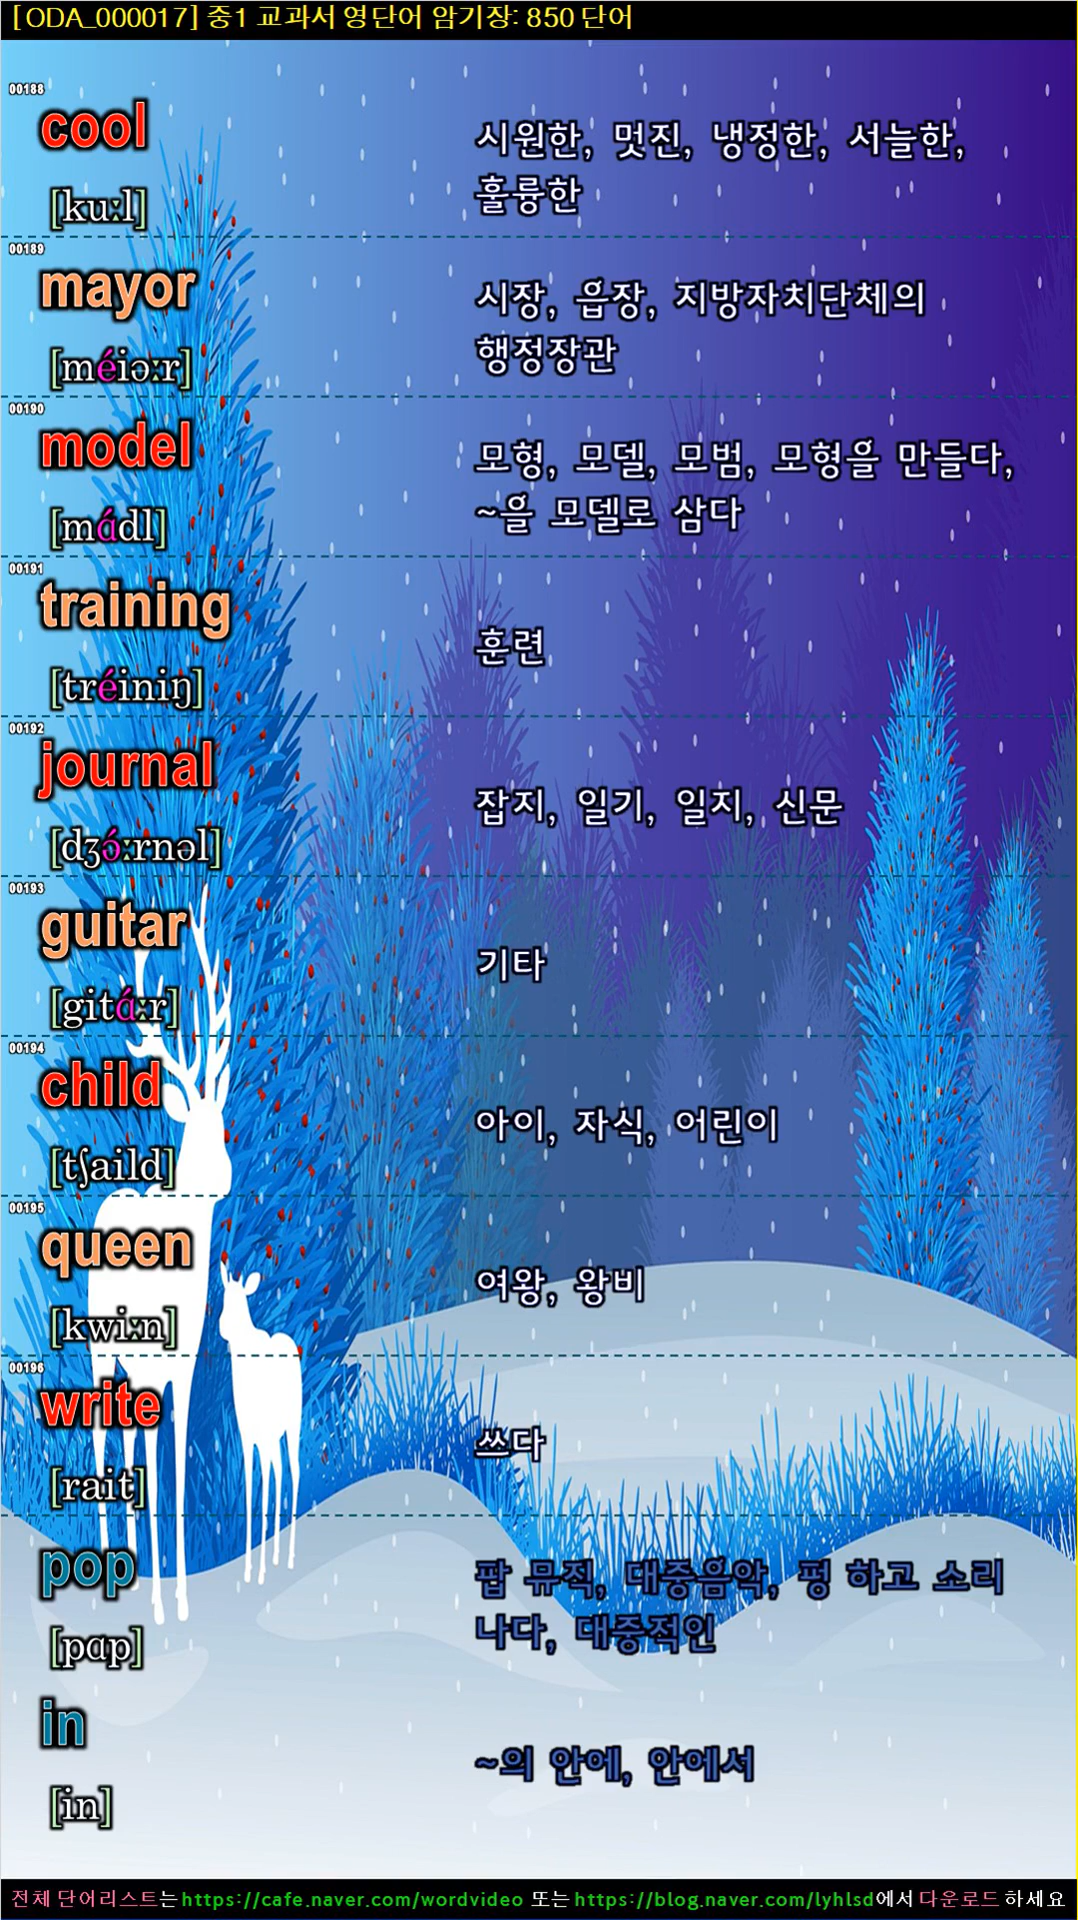 [ODA_000017] 중1 교과서 영단어 암기장: 850 단어
00188
cool
시원한, 멋진, 냉정한, 서늘한,
훌륭한
[kuːl]
00189
mayor
시장, 읍장, 지방자치단체의
행정장관
[méiəːr]
00190
model
모형, 모델, 모범, 모형을 만들다,
~을 모델로 삼다
[mádl]
00191
training
훈련
[tréiniŋ]
00192
journal
잡지, 일기, 일지, 신문
[dʒə́ːrnəl]
00193
guitar
기타
[gitáːr]
00194
child
아이, 자식, 어린이
[tʃaild]
00195
queen
여왕, 왕비
[kwiːn]
00196
write
쓰다
[rait]
pop
팝 뮤직, 대중음악, 펑 하고 소리
나다, 대중적인
[pɑp]
in
~의 안에, 안에서
[in]
전체 단어리스트는 https://cafe.naver.com/wordvideo 또는 https://blog.naver.com/lyhlsd에서 다운로드 하세요